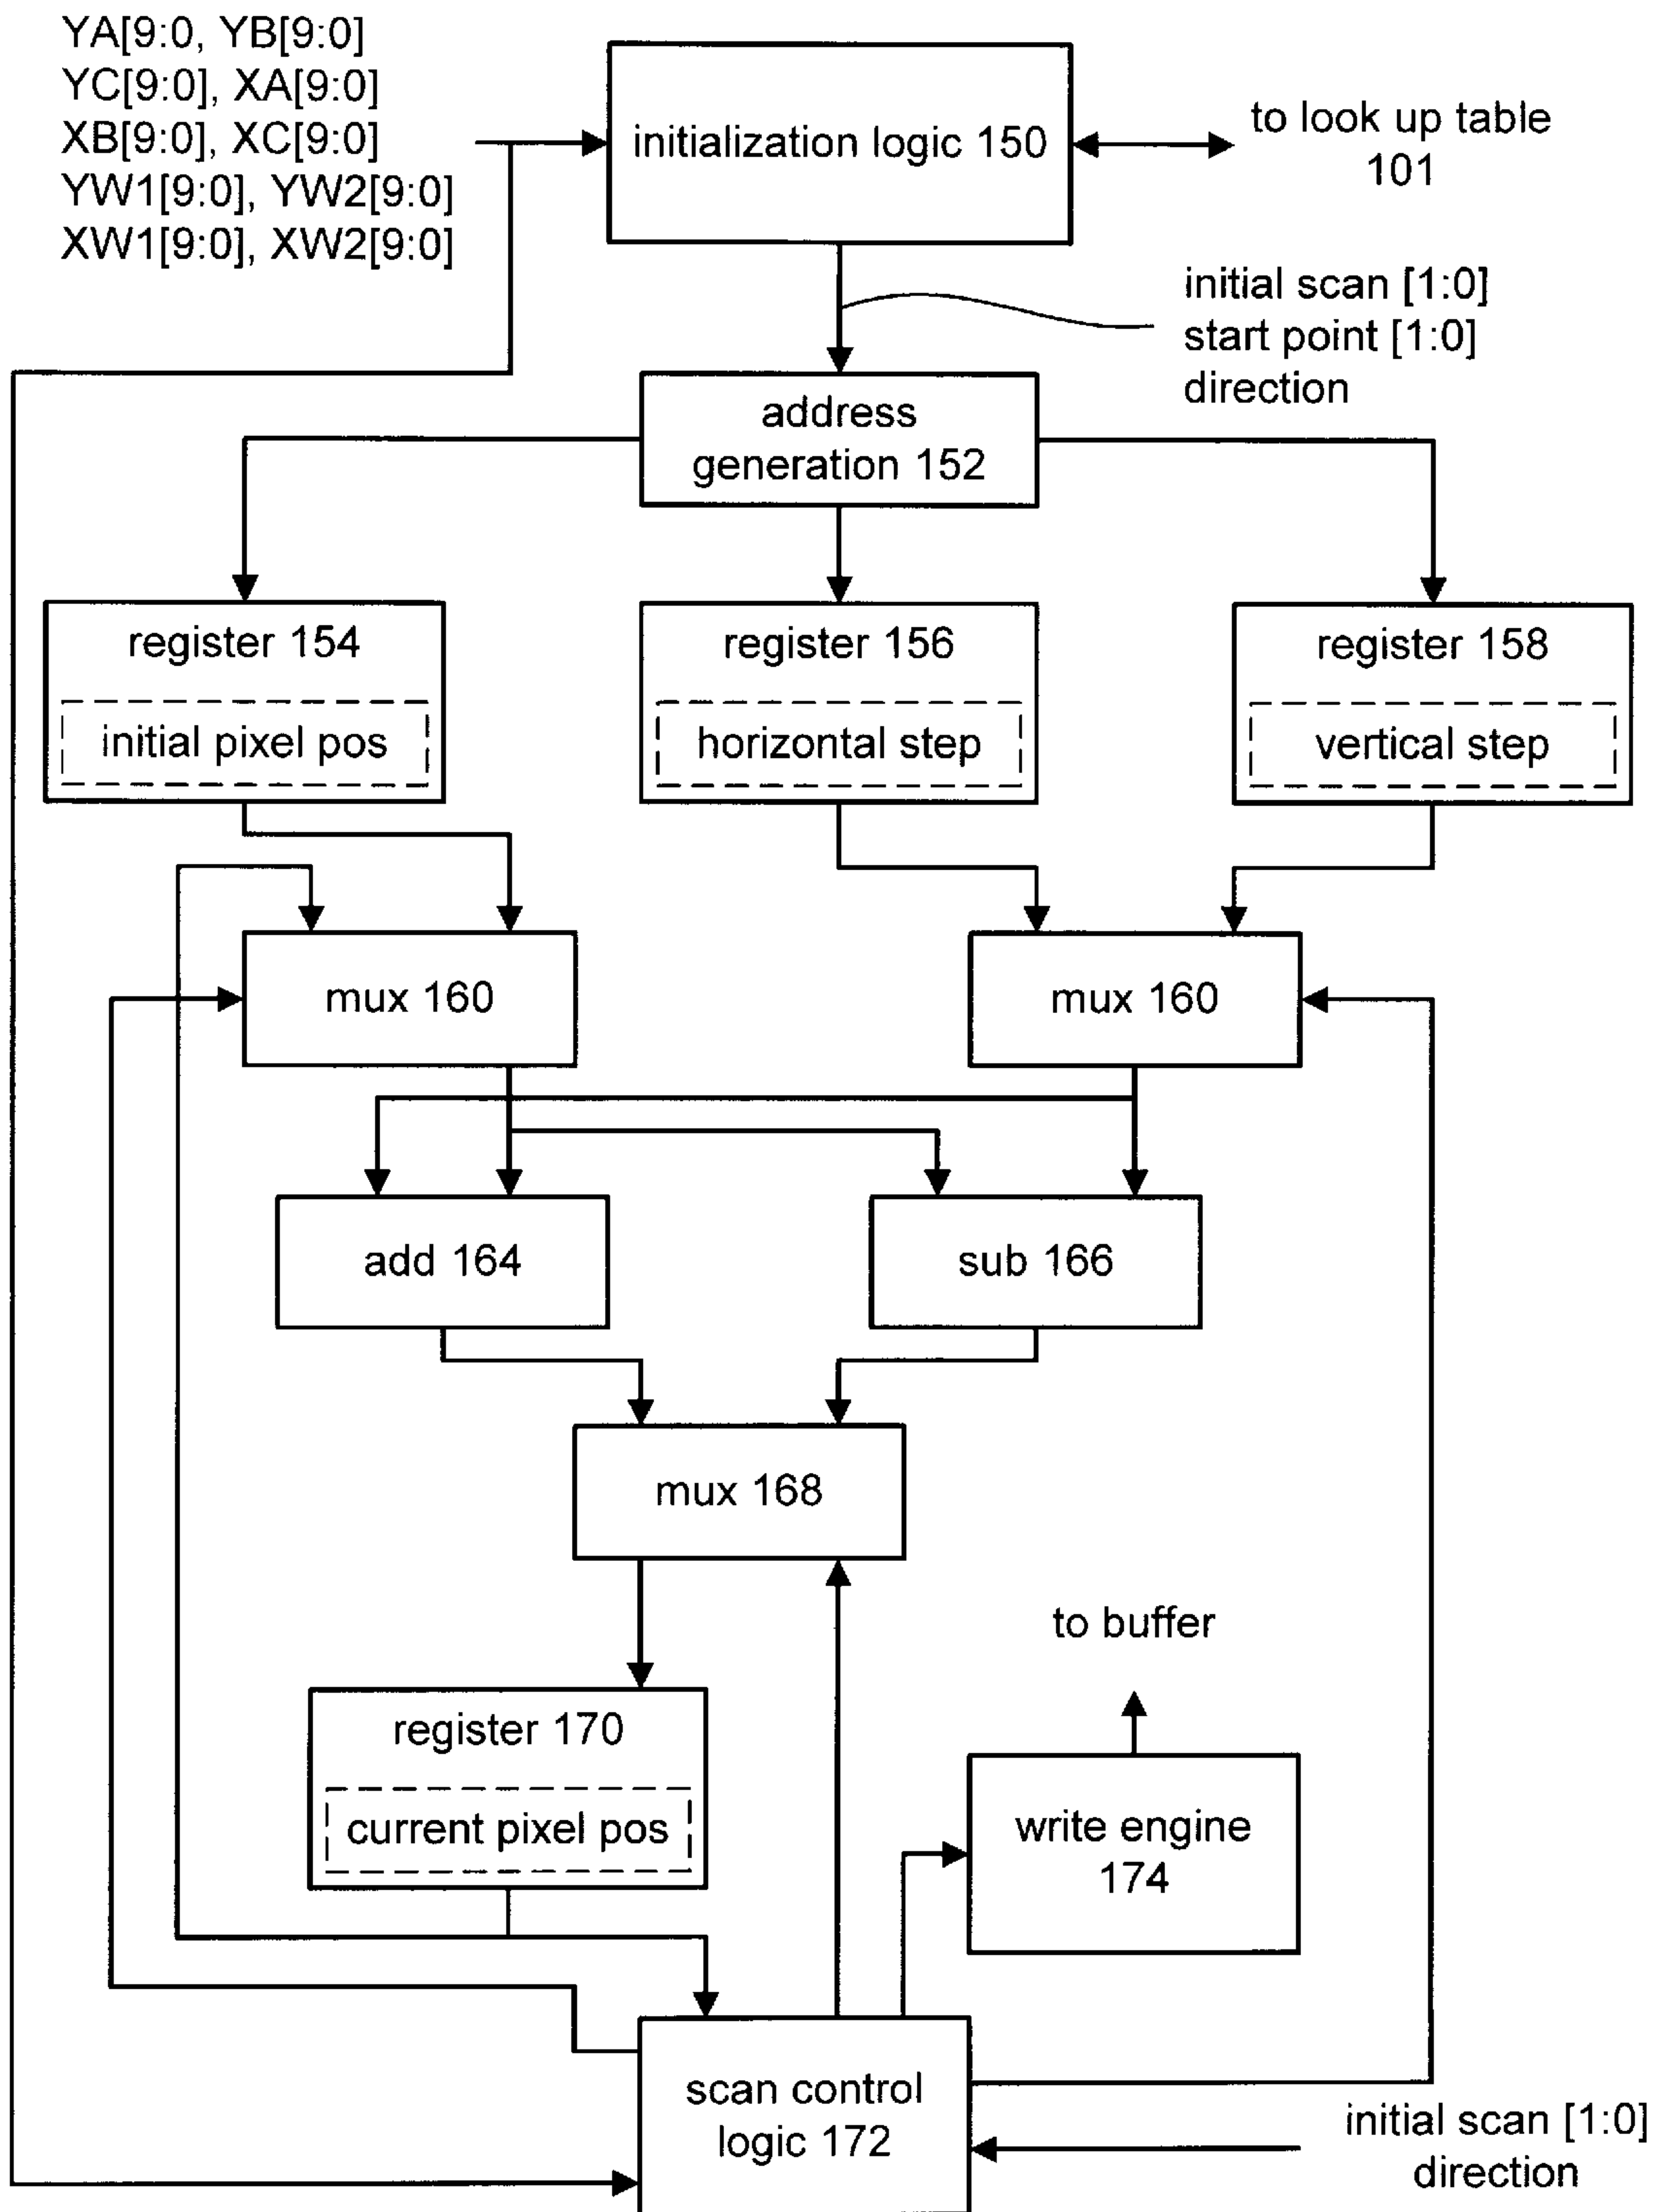 YA[9:0, YB[9:0]
YC[9:0], XA[9:0]
XB[9:0], XC[9:0]
YW1[9:0], YW2[9:0]
XW1[9:0], XW2[9:0]
initialization logic 150
to look up table
101
initial scan [1:0]
start point [1:0]
direction
address
generation 152
register 154
initial pixel pos
register 156
horizontal step
register 158
vertical step
mux 160
mux 160
add 164
sub 166
mux 168
to buffer
register 170
current pixel pos
write engine
174
scan control
logic 172
initial scan [1:0]
direction